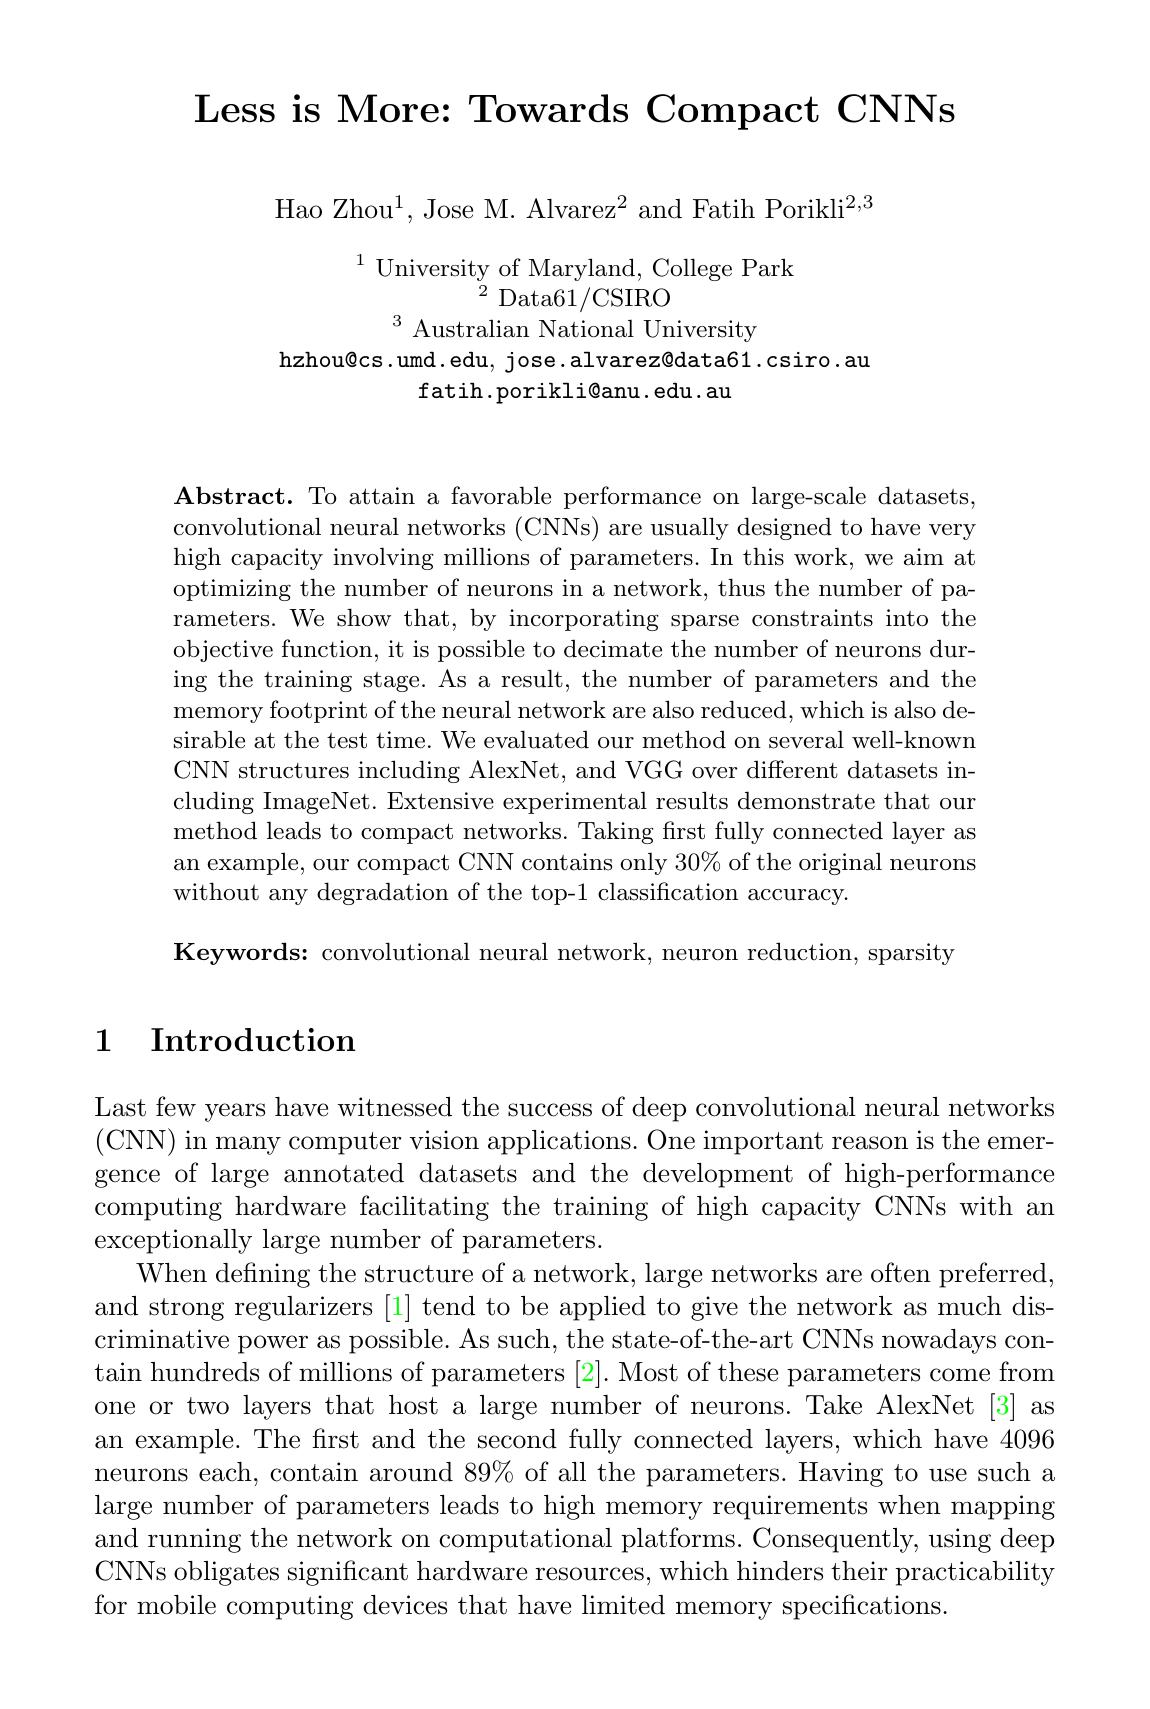 Less is More: Towards Compact CNNs
Hao Zhou1, Jose M. Alvarez2 and Fatih Porikli2,3
1 University of Maryland, College Park
2 Data61/CSIRO
3 Australian National University
hzhou@cs.umd.edu, jose.alvarez@data61.csiro.au
fatih.porikli@anu.edu.au
Abstract. To attain a favorable performance on large-scale datasets,
convolutional neural networks (CNNs) are usually designed to have very
high capacity involving millions of parameters. In this work, we aim at
optimizing the number of neurons in a network, thus the number of pa-
rameters. We show that, by incorporating sparse constraints into the
objective function, it is possible to decimate the number of neurons dur-
ing the training stage. As a result, the number of parameters and the
memory footprint of the neural network are also reduced, which is also de-
sirable at the test time. We evaluated our method on several well-known
CNN structures including AlexNet, and VGG over different datasets in-
cluding ImageNet. Extensive experimental results demonstrate that our
method leads to compact networks. Taking first fully connected layer as
an example, our compact CNN contains only 30% of the original neurons
without any degradation of the top-1 classification accuracy.
Keywords: convolutional neural network, neuron reduction, sparsity
1 Introduction
Last few years have witnessed the success of deep convolutional neural networks
(CNN) in many computer vision applications. One important reason is the emer-
gence of large annotated datasets and the development of high-performance
computing hardware facilitating the training of high capacity CNNs with an
exceptionally large number of parameters.
When defining the structure of a network, large networks are often preferred,
and strong regularizers [1] tend to be applied to give the network as much dis-
criminative power as possible. As such, the state-of-the-art CNNs nowadays con-
tain hundreds of millions of parameters [2]. Most of these parameters come from
one or two layers that host a large number of neurons. Take AlexNet [3] as
an example. The first and the second fully connected layers, which have 4096
neurons each, contain around 89% of all the parameters. Having to use such a
large number of parameters leads to high memory requirements when mapping
and running the network on computational platforms. Consequently, using deep
CNNs obligates significant hardware resources, which hinders their practicability
for mobile computing devices that have limited memory specifications.